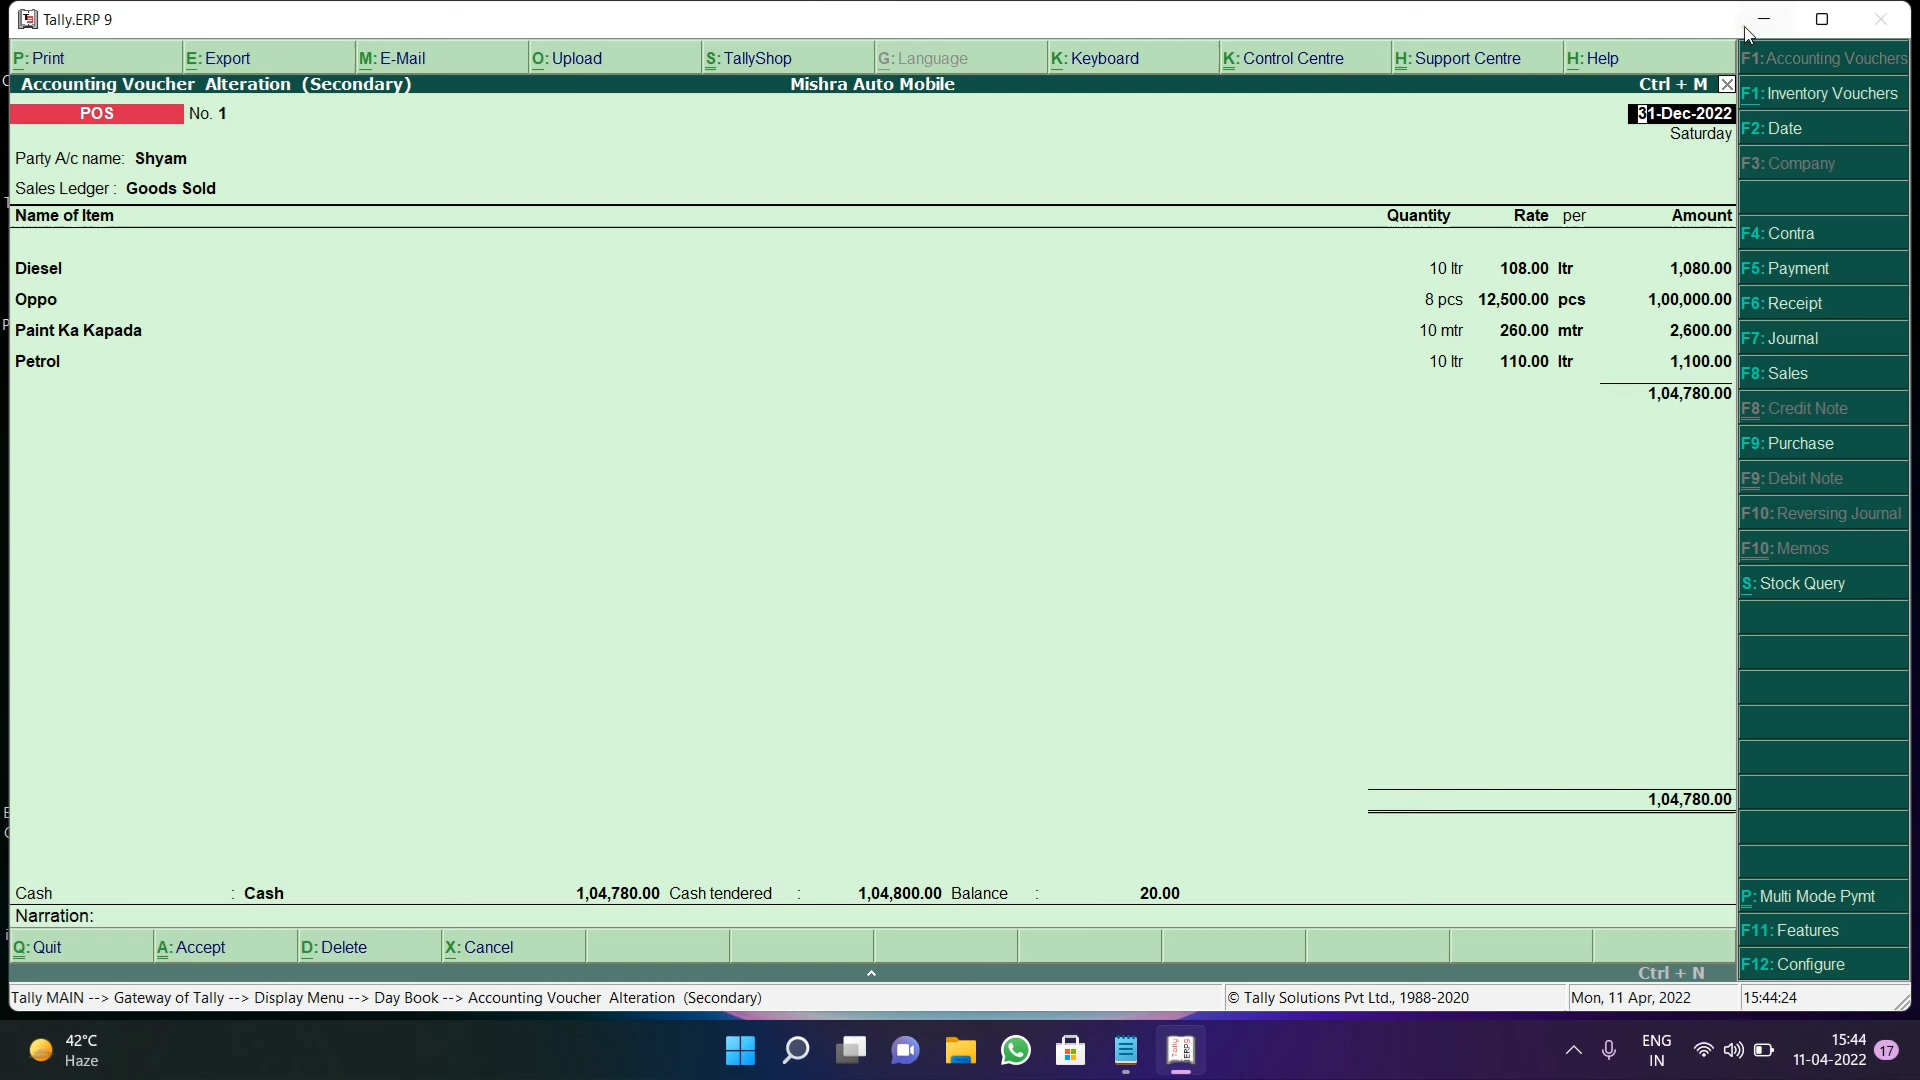 Tally.ERP 9
P: Print E: Export M: E-Mail O: Upload S: TallyShop G: Language K: Keyboard K: Control Centre H: Support Centre H: Help
F1: Accounting Vouchers
Accounting Voucher Alteration (Secondary) Mishra Auto Mobile Ctrl + M
F1: Inventory Vouchers
POS No. 1 31-Dec-2022
F2: Date
Saturday
Party A/c name: Shyam
F3: Company
Sales Ledger : Goods Sold
Name of Item Quantity Rate per Amount
F4: Contra
Diesel 10 ltr 108.00 ltr 1,080.00
F5: Payment
Oppo 8 pcs 12,500.00 pcs 1,00,000.00
F6: Receipt
Paint Ka Kapada 10 mtr 260.00 mtr 2,600.00
F7: Journal
Petrol 10 ltr 110.00 ltr 1,100.00
F8: Sales
1,04,780.00
F8: Credit Note
F9: Purchase
F9: Debit Note
F10: Reversing Journal
F10: Memos
S: Stock Query
1,04,780.00
Cash : Cash 1,04,780.00 Cash tendered : 1,04,800.00 Balance : 20.00
P: Multi Mode Pymt
Narration:
F11: Features
Q: Quit A: Accept D: Delete X: Cancel
F12: Configure
Ctrl + N
Tally MAIN --> Gateway of Tally --> Display Menu --> Day Book --> Accounting Voucher Alteration (Secondary) © Tally Solutions Pvt Ltd., 1988-2020 Mon, 11 Apr, 2022 15:44:24
42°C
Haze
ENG
IN
15:44
11-04-2022
17